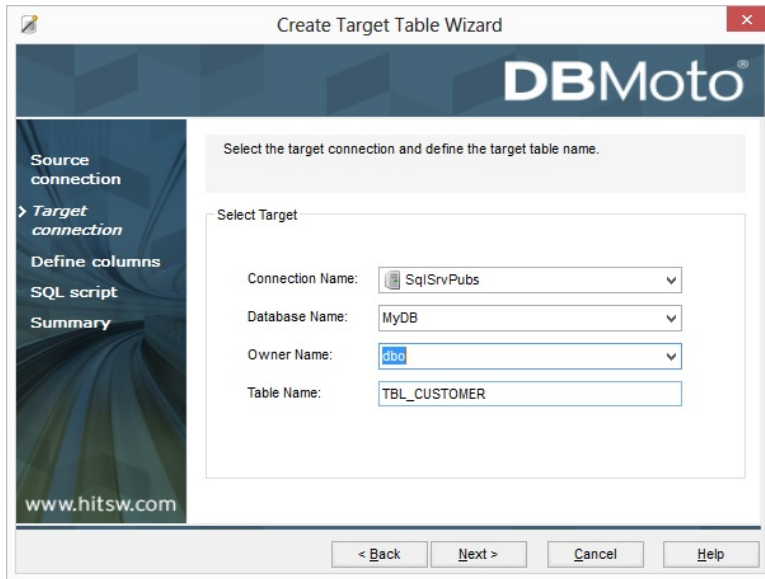 Create Target Table Wizard
DBMoto®
Source
connection
Target
connection
Define columns
SQL script
Summary
www.hitsw.com
Select the target connection and define the target table name.
Select Target
Connection Name: SqlSrvPubs
Database Name: MyDB
Owner Name: dbo
Table Name: TBL_CUSTOMER
< Back Next > Cancel Help